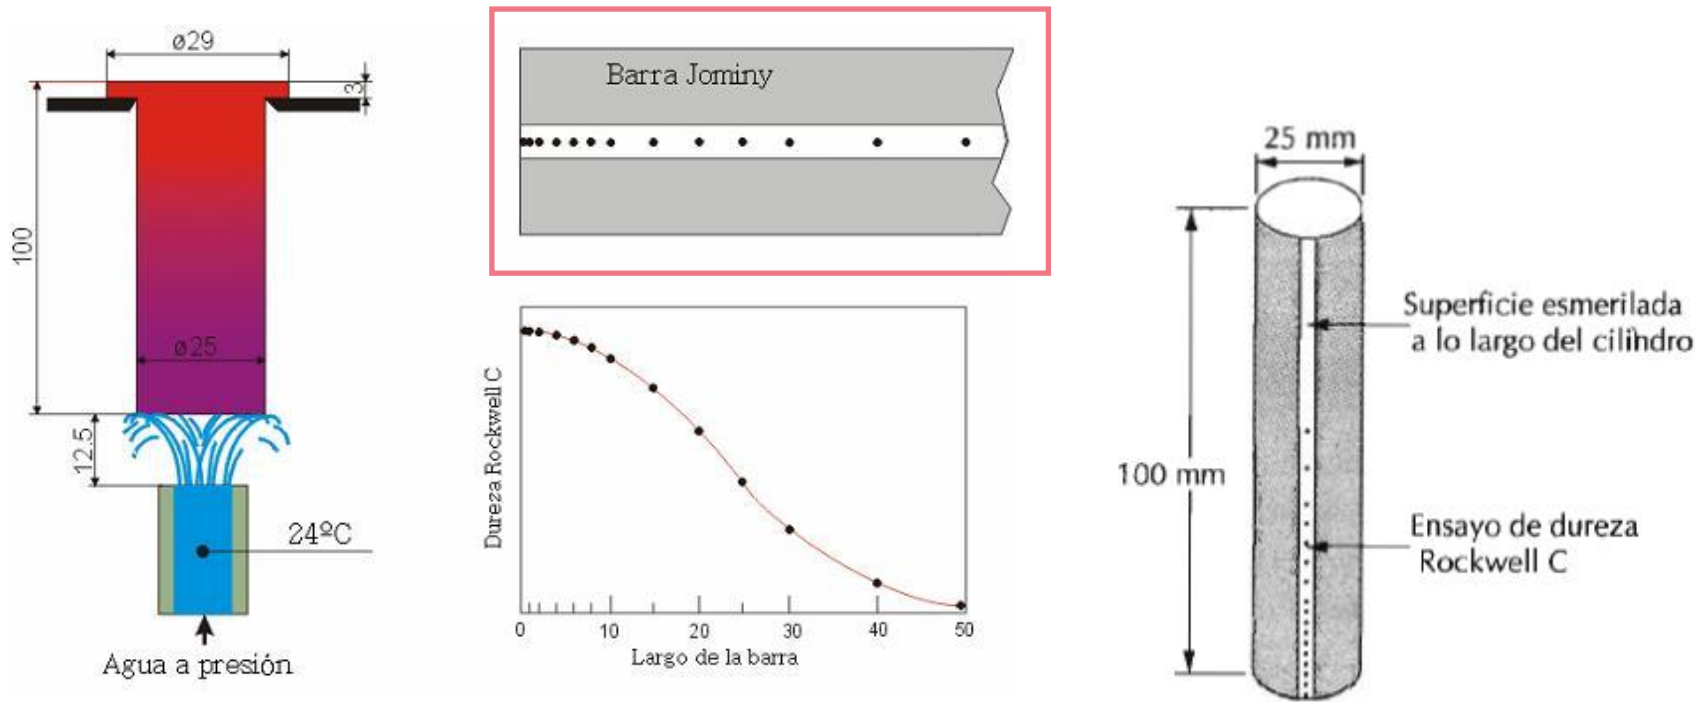 ø29
3
100
ø25
12.5
24ºC
Agua a presión
Barra Jominy
Dureza Rockwell C
0 10 20 30 40 50
Largo de la barra
25 mm
Superficie esmerilada
a lo largo del cilindro
100 mm
Ensayo de dureza
Rockwell C